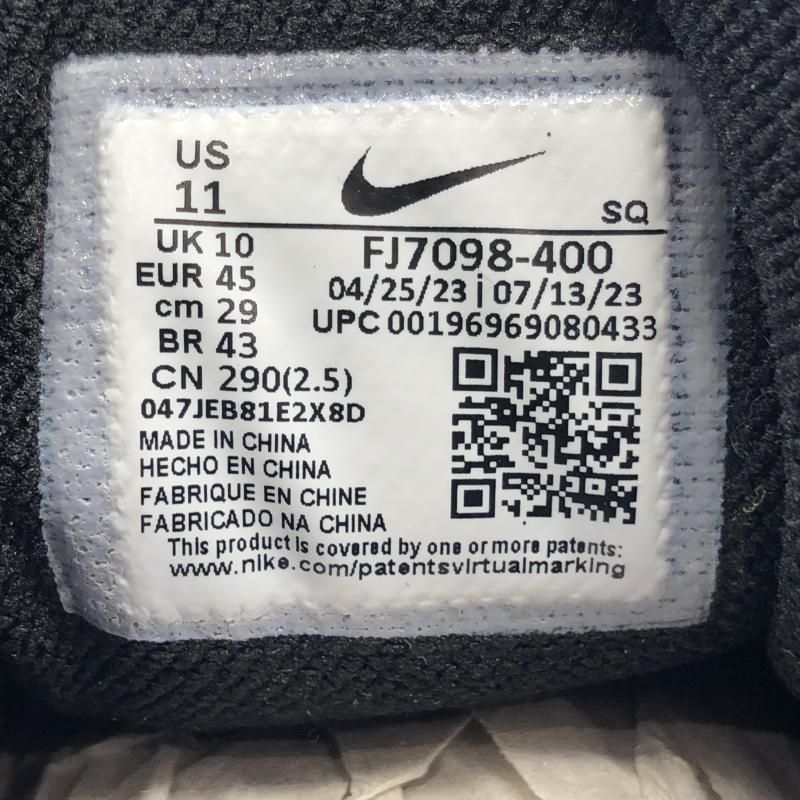 US
11
SQ
UK 10
EUR 45
cm 29
BR 43
CN 290(2.5)
FJ7098-400
04/25/23 | 07/13/23
UPC 00196969080433
047JEB81E2X8D
MADE IN CHINA
HECHO EN CHINA
FABRIQUE EN CHINE
FABRICADO NA CHINA
This product is covered by one or more patents:
www.nike.com/patentsvirtualmarking